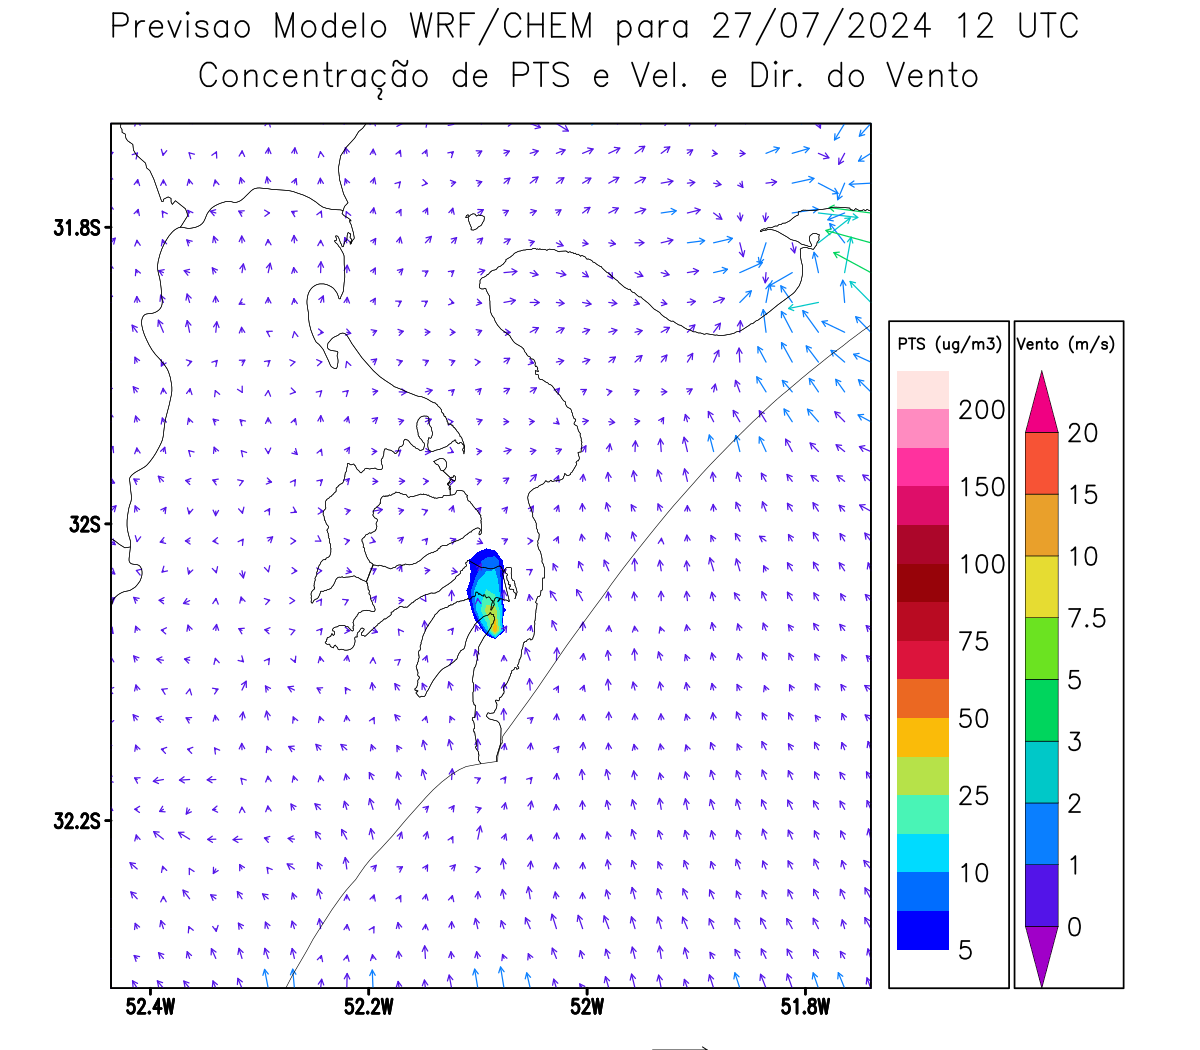 Previsao Modelo WRF/CHEM para 27/07/2024 12 UTC
Concentração de PTS e Vel. e Dir. do Vento
31.8S
32S
32.2S
52.4W
52.2W
52W
51.8W
PTS (ug/m3)
200
150
100
75
50
25
10
5
Vento (m/s)
20
15
10
7.5
5
3
2
1
0